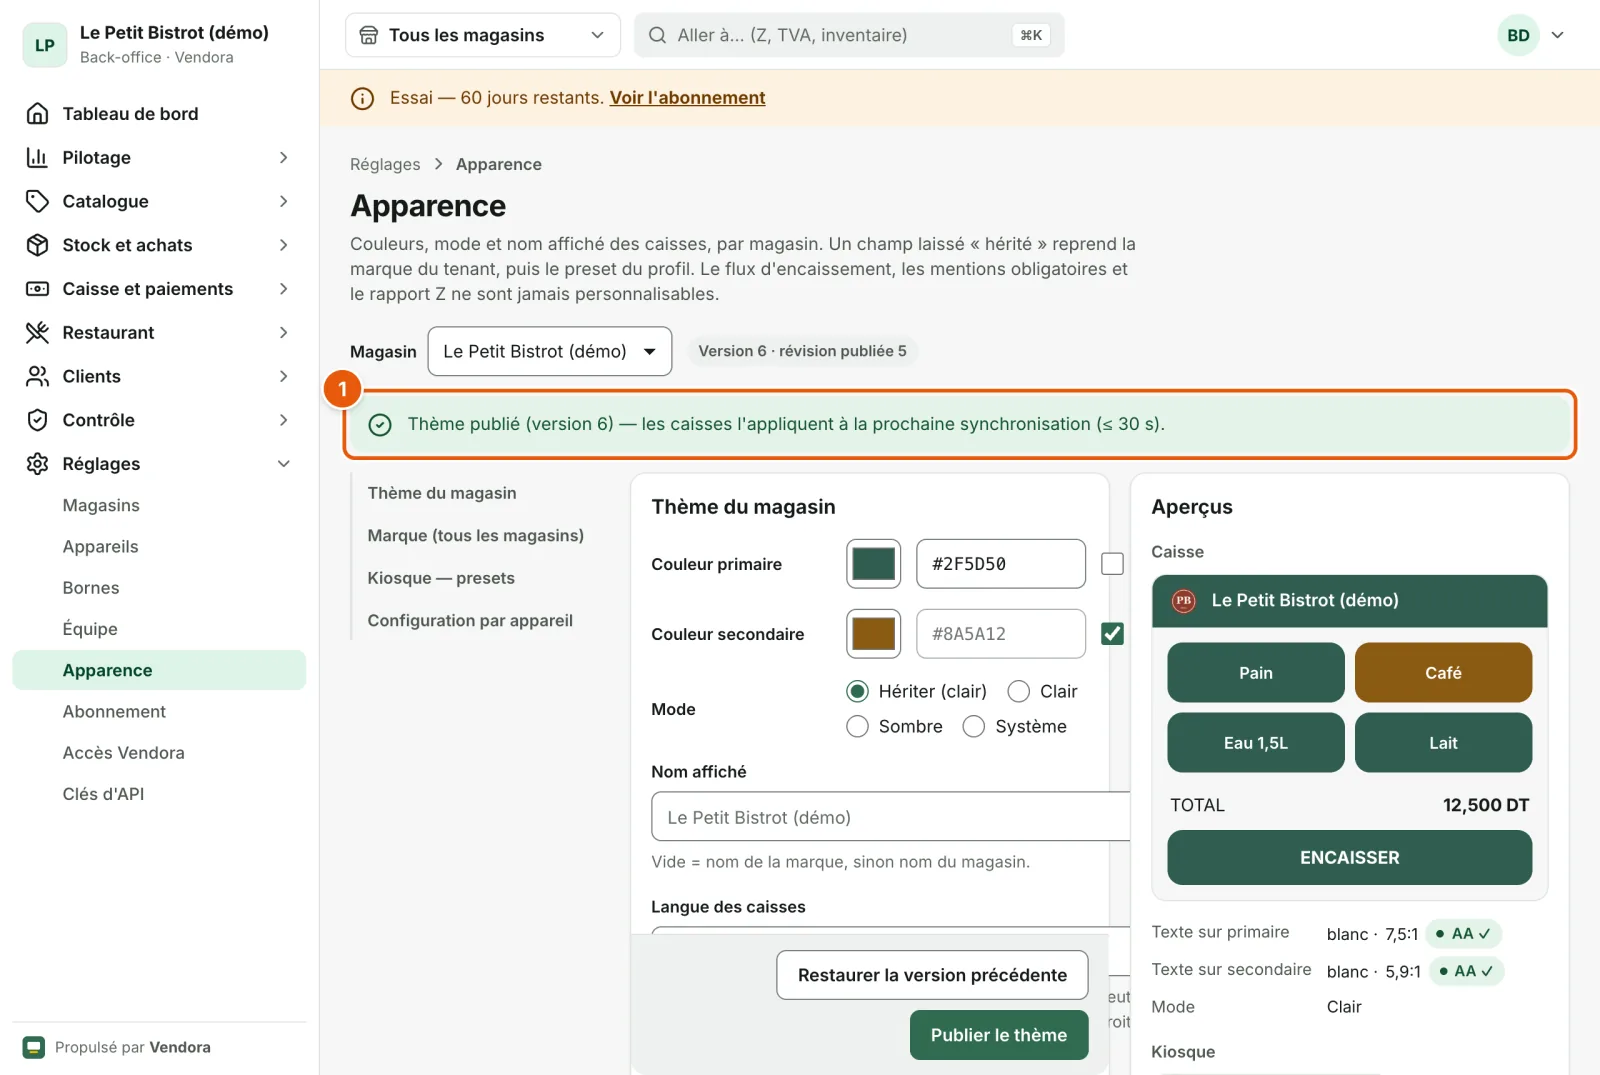 LP
Le Petit Bistrot (démo)
Back-office · Vendora
Tous les magasins
Aller à... (Z, TVA, inventaire)
⌘K
BD
Essai — 60 jours restants. Voir l'abonnement
Tableau de bord
Pilotage
Catalogue
Stock et achats
Caisse et paiements
Restaurant
Clients
Contrôle
Réglages
Magasins
Appareils
Bornes
Équipe
Apparence
Abonnement
Accès Vendora
Clés d'API
Propulsé par Vendora
Réglages > Apparence
Apparence
Couleurs, mode et nom affiché des caisses, par magasin. Un champ laissé « hérité » reprend la
marque du tenant, puis le preset du profil. Le flux d'encaissement, les mentions obligatoires et
le rapport Z ne sont jamais personnalisables.
Magasin
Le Petit Bistrot (démo)
Version 6 · révision publiée 5
1
Thème publié (version 6) — les caisses l'appliquent à la prochaine synchronisation (≤ 30 s).
Thème du magasin
Marque (tous les magasins)
Kiosque — presets
Configuration par appareil
Thème du magasin
Couleur primaire
#2F5D50
Couleur secondaire
#8A5A12
Mode
Hériter (clair)
Clair
Sombre
Système
Nom affiché
Le Petit Bistrot (démo)
Vide = nom de la marque, sinon nom du magasin.
Langue des caisses
Restaurer la version précédente
Publier le thème
Aperçus
Caisse
PB
Le Petit Bistrot (démo)
Pain
Café
Eau 1,5L
Lait
TOTAL
12,500 DT
ENCAISSER
Texte sur primaire
blanc · 7,5:1
AA ✓
Texte sur secondaire
blanc · 5,9:1
AA ✓
Mode
Clair
Kiosque